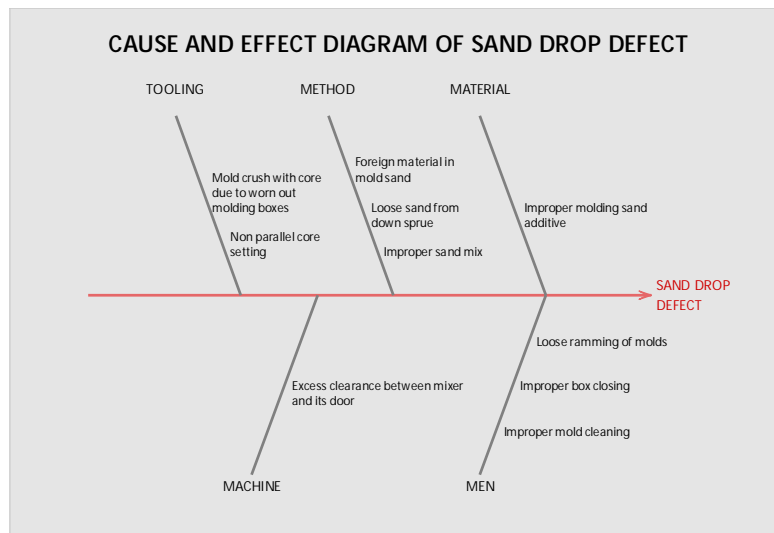 CAUSE AND EFFECT DIAGRAM OF SAND DROP DEFECT
TOOLING
METHOD
MATERIAL
Mold crush with core
due to worn out
molding boxes
Non parallel core
setting
Foreign material in
mold sand
Loose sand from
down sprue
Improper sand mix
Improper molding sand
additive
SAND DROP
DEFECT
Excess clearance between mixer
and its door
Loose ramming of molds
Improper box closing
Improper mold cleaning
MACHINE
MEN